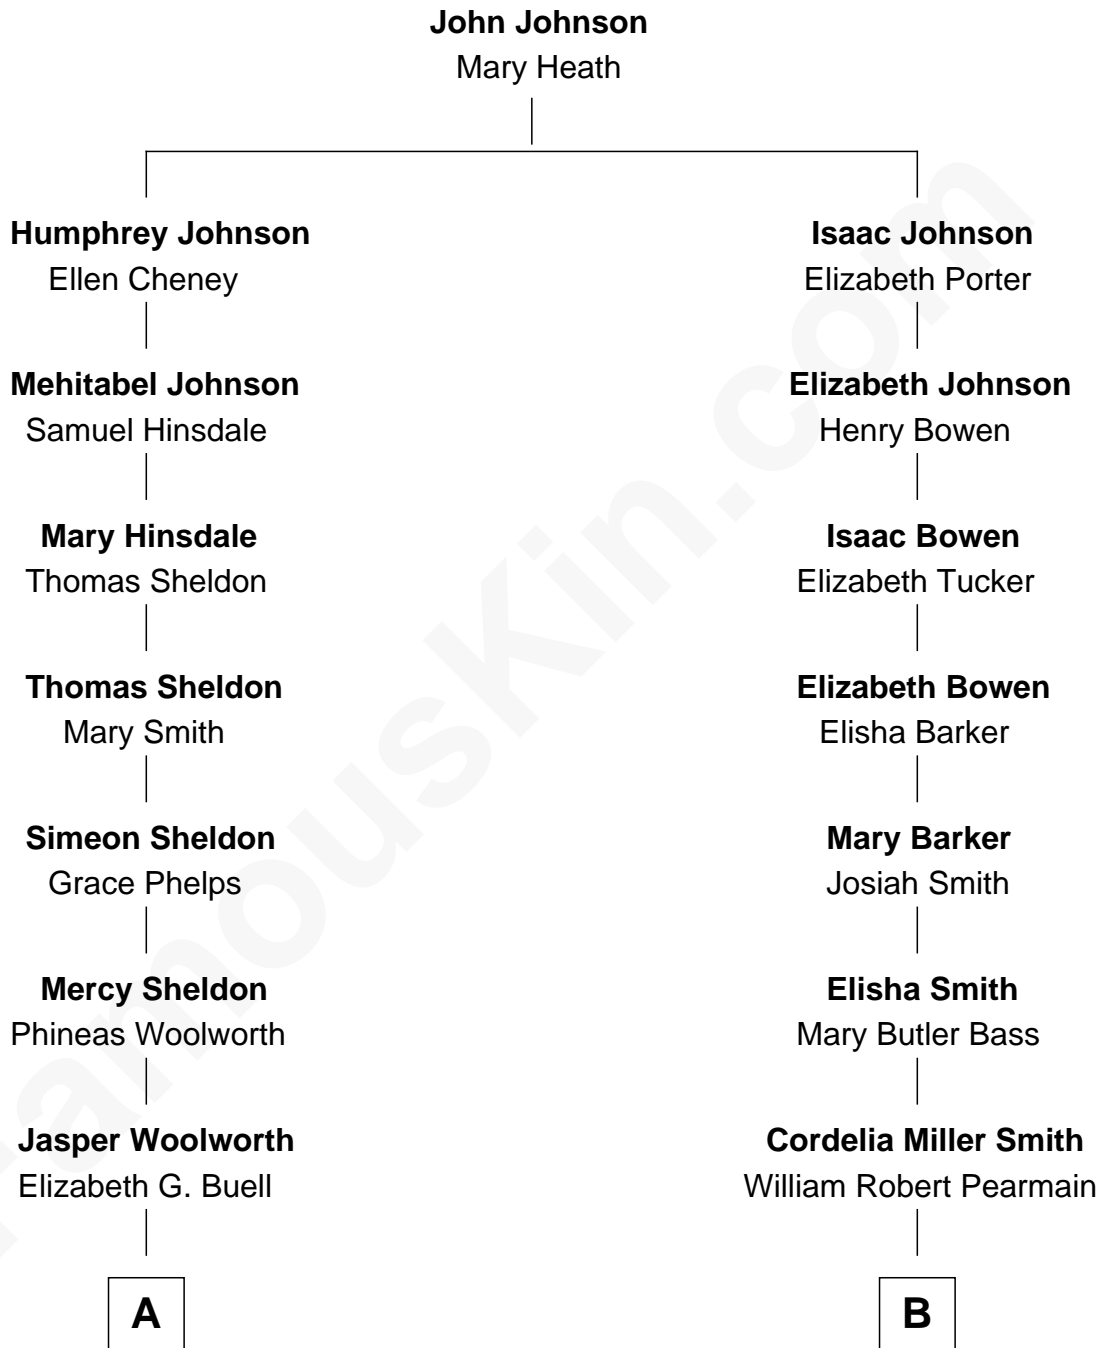 John Johnson
Mary Heath
Humphrey Johnson
Ellen Cheney
Mehitabel Johnson
Samuel Hinsdale
Mary Hinsdale
Thomas Sheldon
Thomas Sheldon
Mary Smith
Simeon Sheldon
Grace Phelps
Mercy Sheldon
Phineas Woolworth
Jasper Woolworth
Elizabeth G. Buell
A
Isaac Johnson
Elizabeth Porter
Elizabeth Johnson
Henry Bowen
Isaac Bowen
Elizabeth Tucker
Elizabeth Bowen
Elisha Barker
Mary Barker
Josiah Smith
Elisha Smith
Mary Butler Bass
Cordelia Miller Smith
William Robert Pearmain
B
FamousKin.com